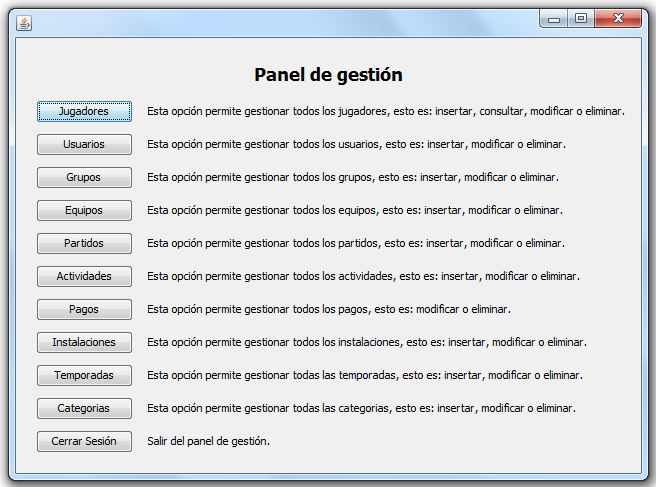 Panel de gestión
Jugadores Esta opción permite gestionar todos los jugadores, esto es: insertar, consultar, modificar o eliminar.
Usuarios Esta opción permite gestionar todos los usuarios, esto es: insertar, modificar o eliminar.
Grupos Esta opción permite gestionar todos los grupos, esto es: insertar, modificar o eliminar.
Equipos Esta opción permite gestionar todos los equipos, esto es: insertar, modificar o eliminar.
Partidos Esta opción permite gestionar todos los partidos, esto es: insertar, modificar o eliminar.
Actividades Esta opción permite gestionar todos los actividades, esto es: insertar, modificar o eliminar.
Pagos Esta opción permite gestionar todos los pagos, esto es: modificar o eliminar.
Instalaciones Esta opción permite gestionar todos los instalaciones, esto es: insertar, modificar o eliminar.
Temporadas Esta opción permite gestionar todas las temporadas, esto es: insertar, modificar o eliminar.
Categorias Esta opción permite gestionar todas las categorias, esto es: insertar, modificar o eliminar.
Cerrar Sesión Salir del panel de gestión.